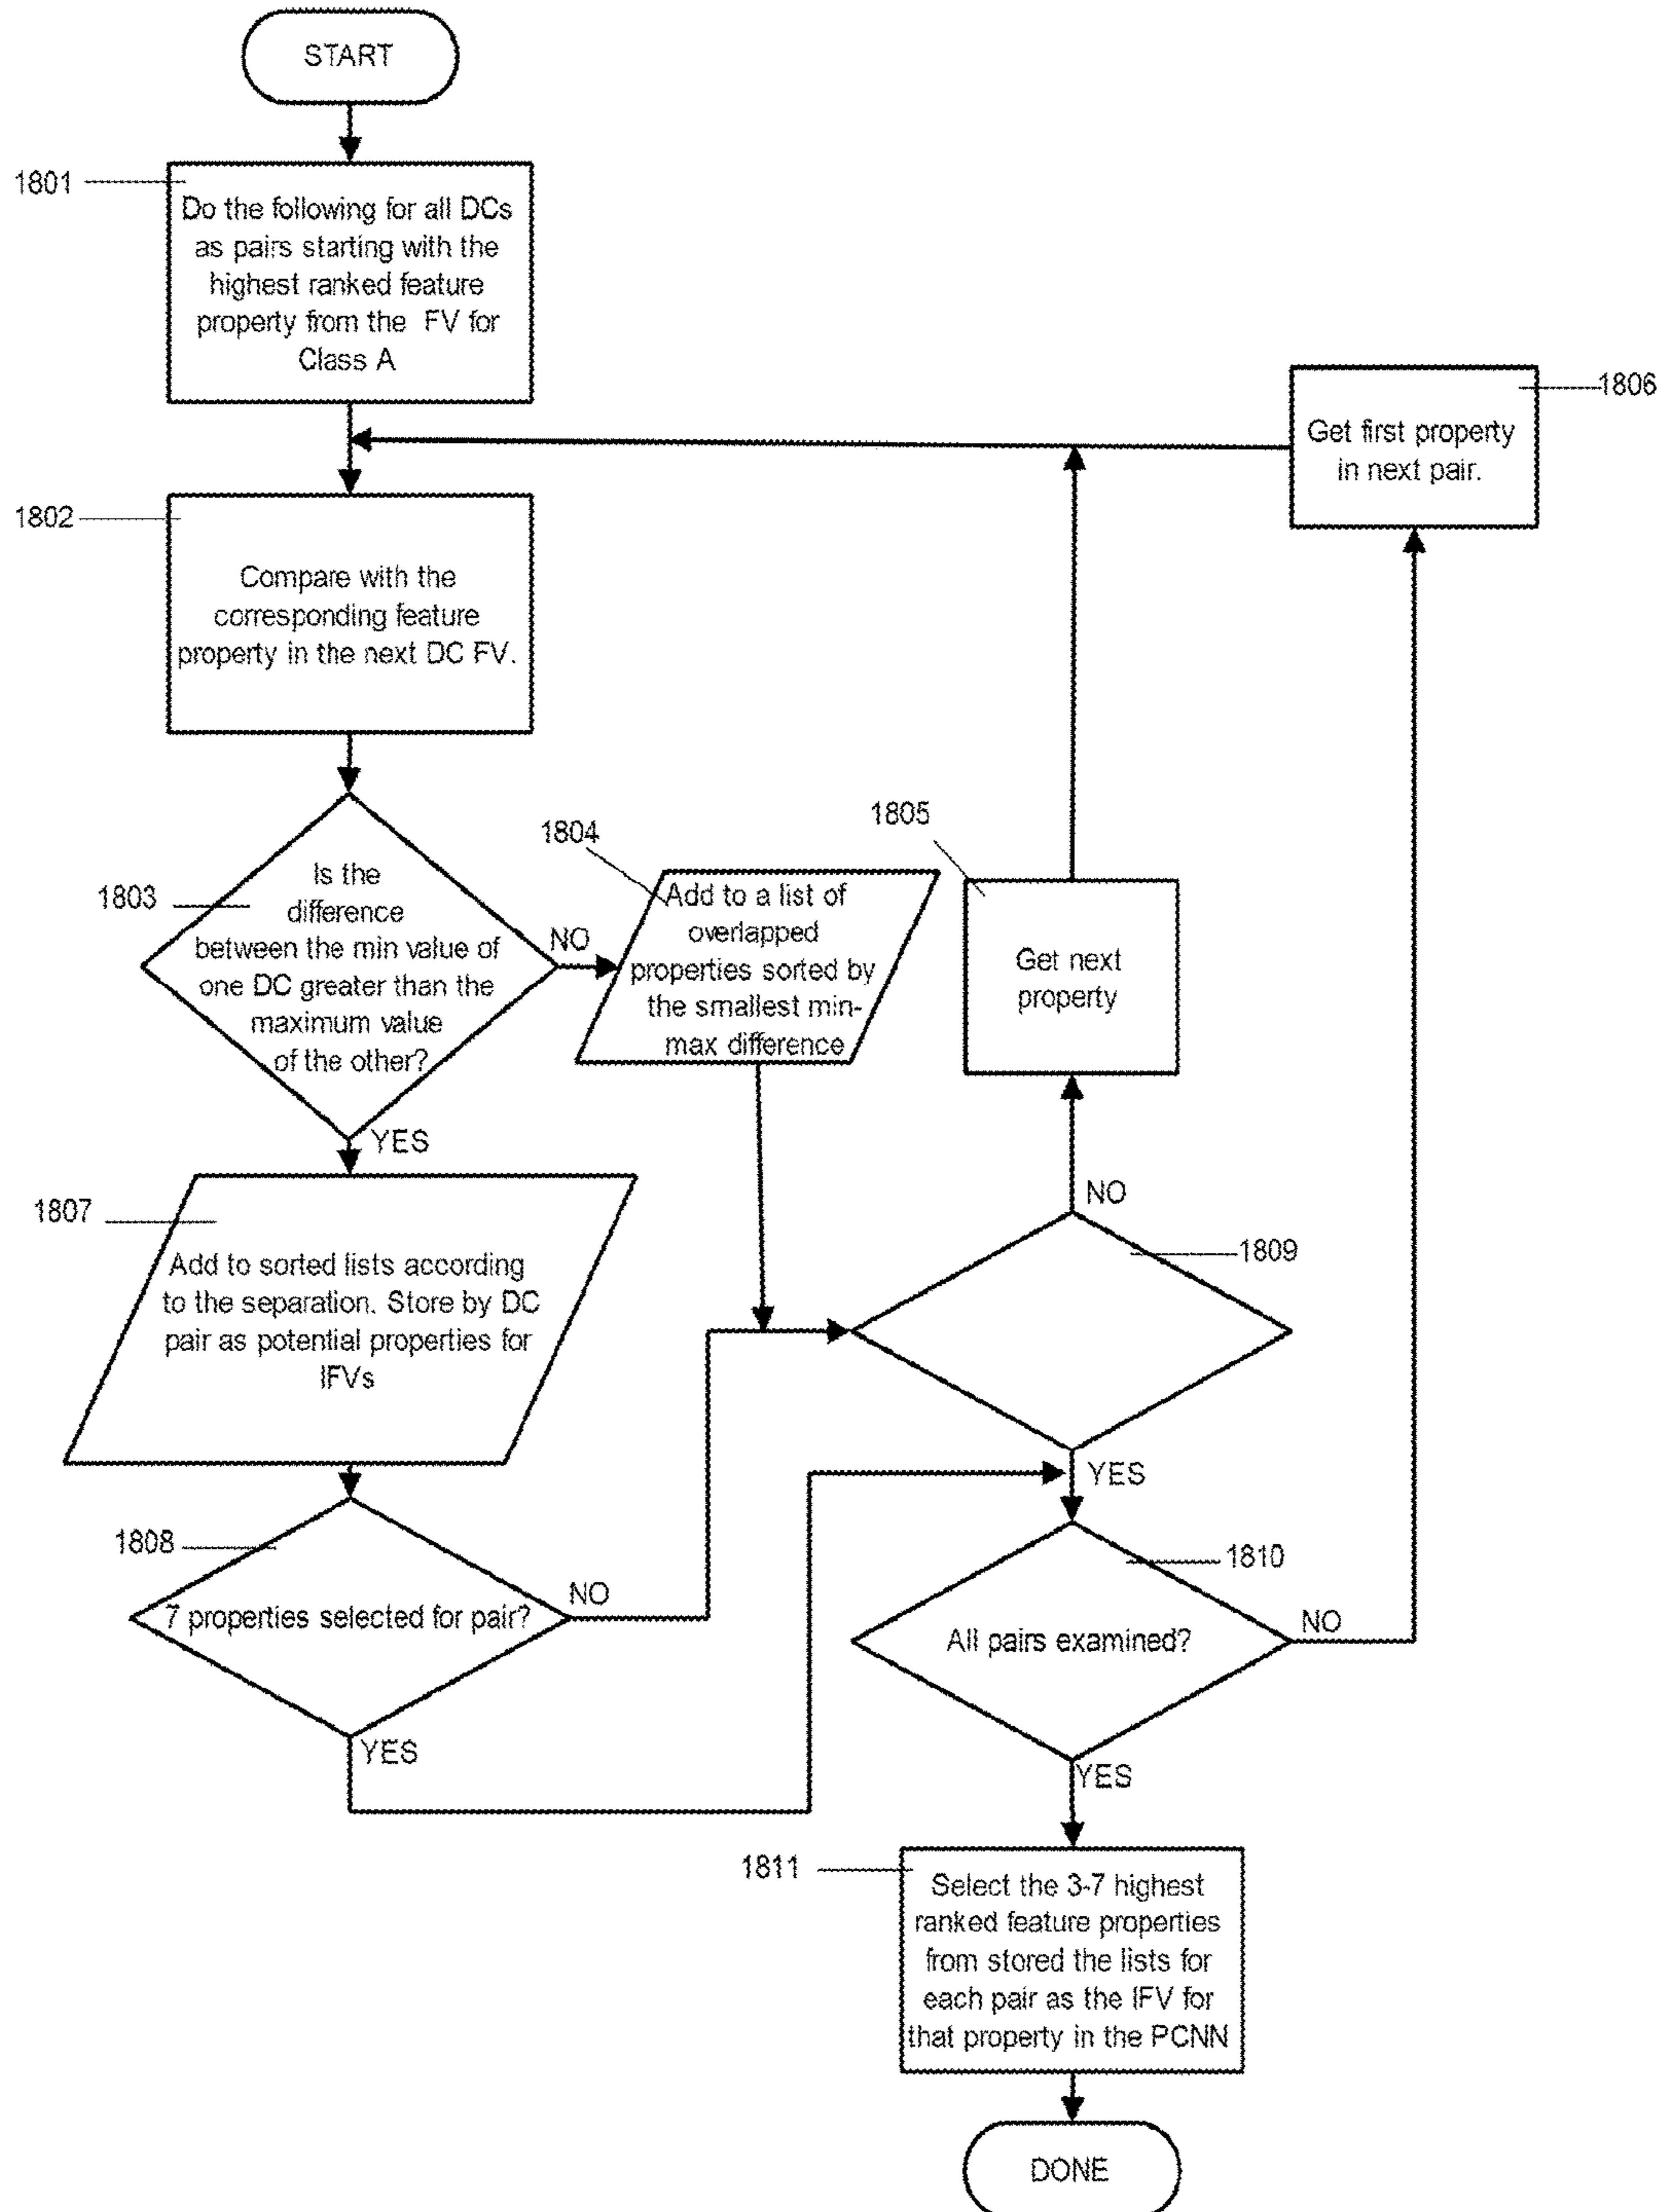 START
1801
Do the following for all DCs
as pairs starting with the
highest ranked feature
property from the FV for
Class A
1806
Get first property
in next pair.
1802
Compare with the
corresponding feature
property in the next DC FV.
1803
Is the
difference
between the min value of
one DC greater than the
maximum value
of the other?
NO
YES
1804
Add to a list of
overlapped
properties sorted by
the smallest min-
max difference
1805
Get next
property
1807
Add to sorted lists according
to the separation. Store by DC
pair as potential properties for
IFVs
NO
1809
YES
1808
7 properties selected for pair?
NO
YES
1810
All pairs examined?
NO
YES
1811
Select the 3-7 highest
ranked feature properties
from stored the lists for
each pair as the IFV for
that property in the PCNN
DONE